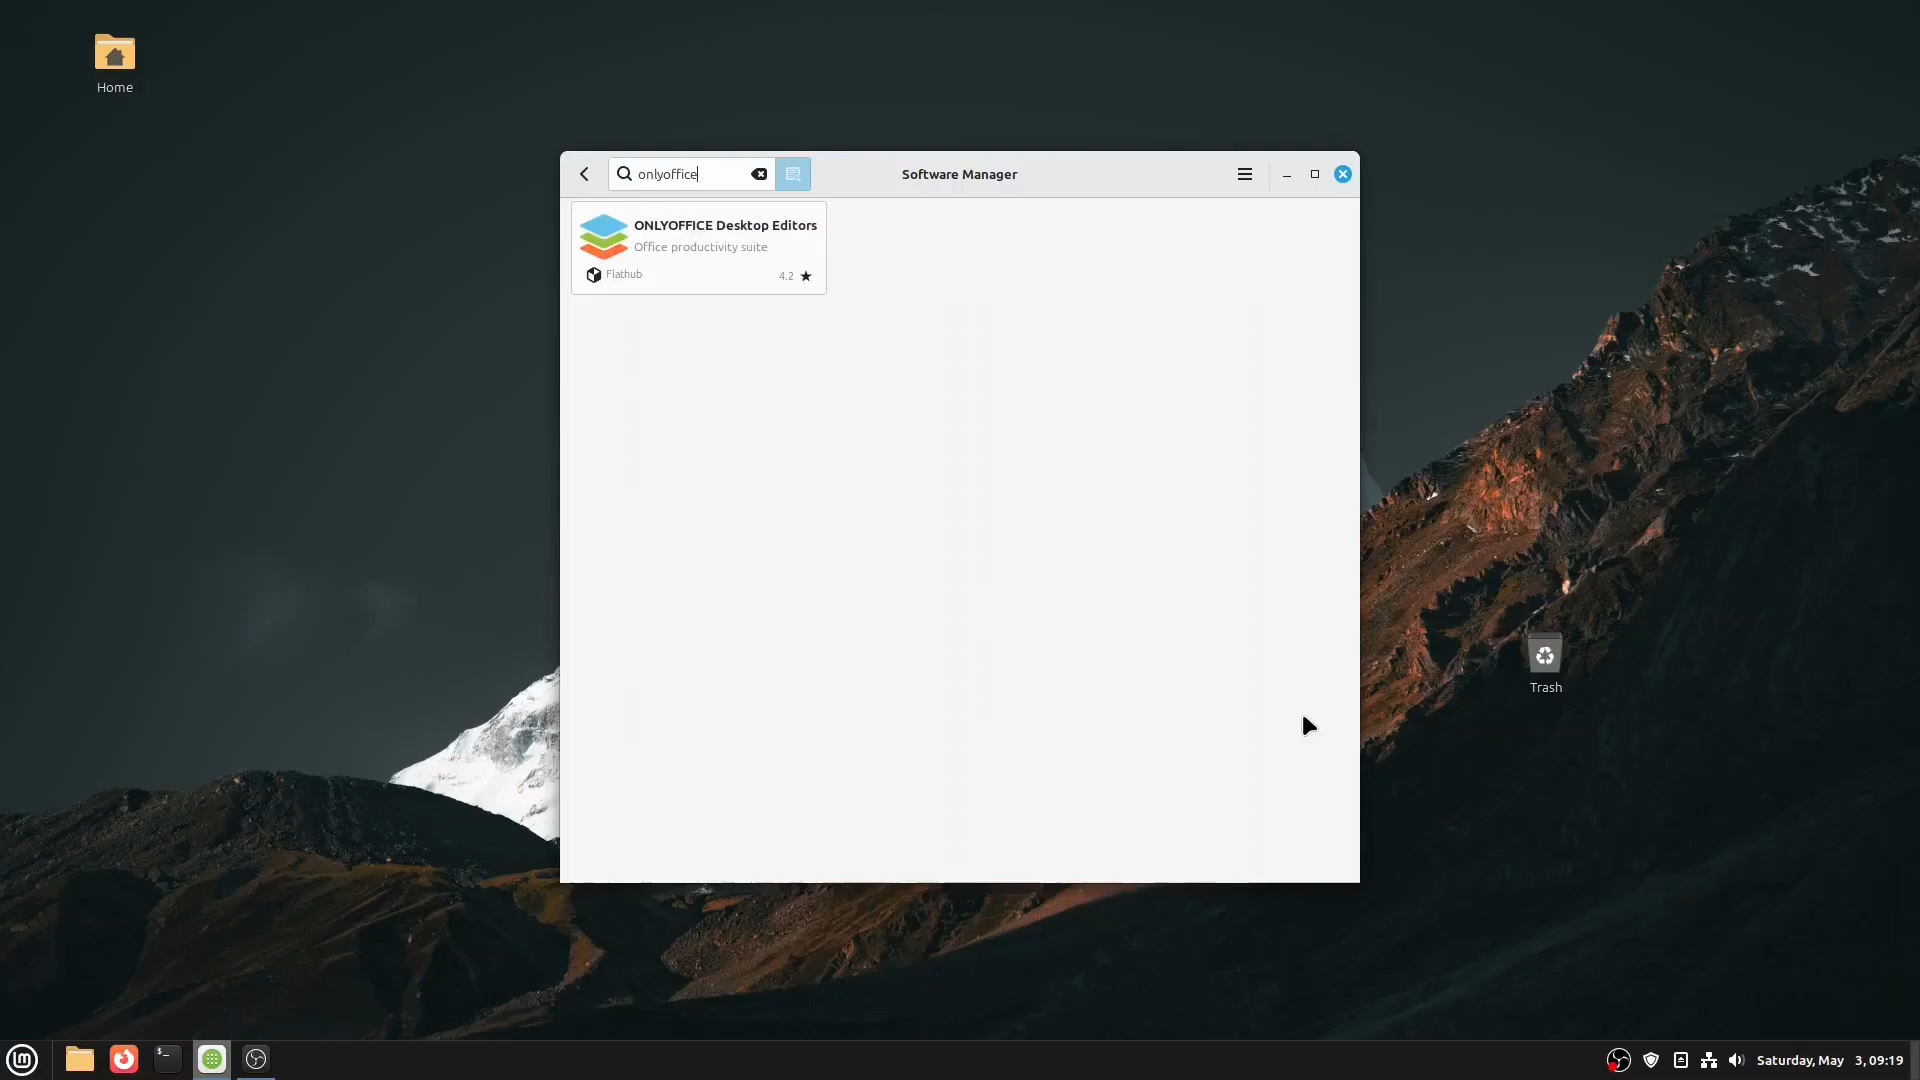 Home
onlyoffice
Software Manager
ONLYOFFICE Desktop Editors
Office productivity suite
Flathub
4.2 ★
Trash
Saturday, May 3, 09:19